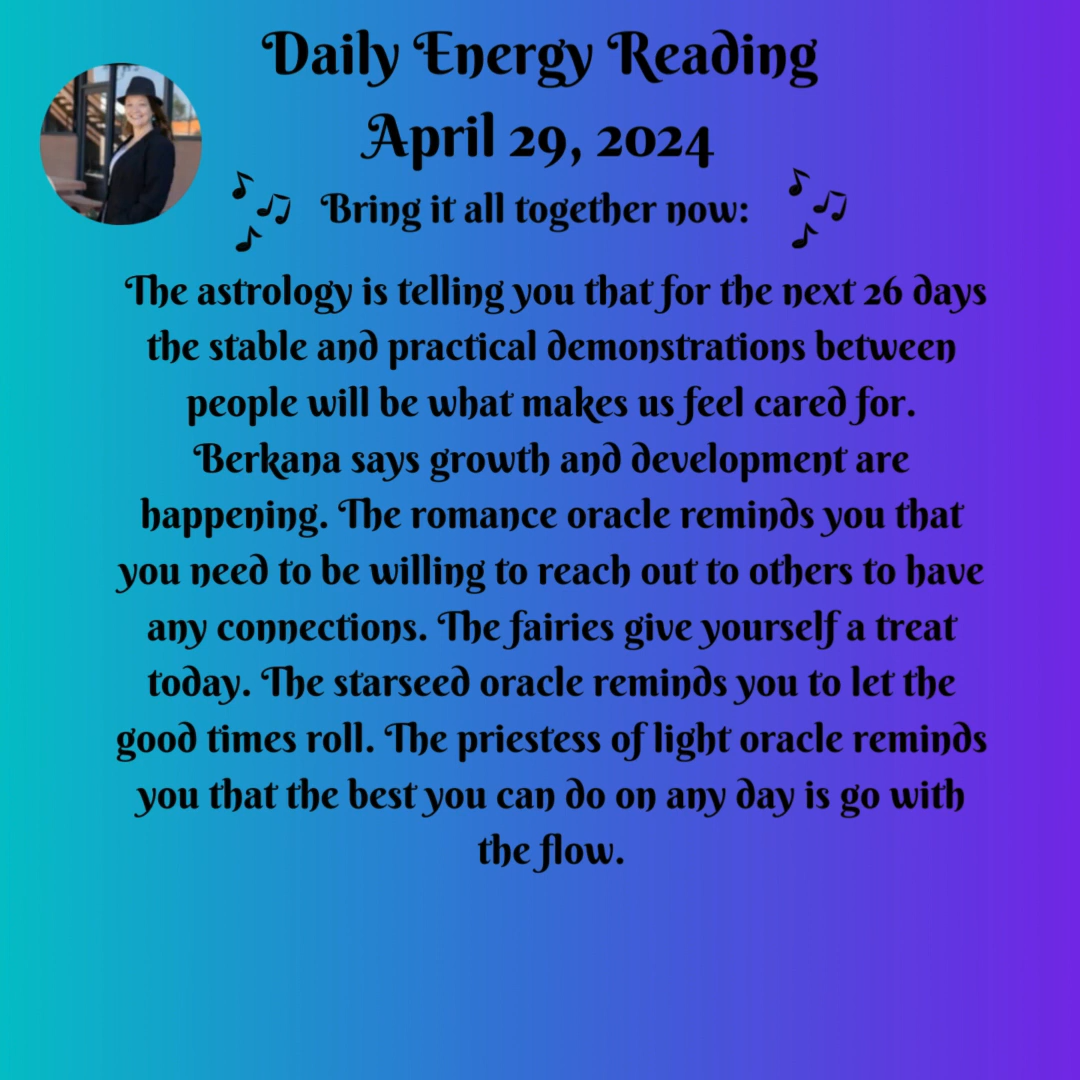 Daily Energy Reading
April 29, 2024
Bring it all together now:
The astrology is telling you that for the next 26 days
the stable and practical demonstrations between
people will be what makes us feel cared for.
Berkana says growth and development are
happening. The romance oracle reminds you that
you need to be willing to reach out to others to have
any connections. The fairies give yourself a treat
today. The starseed oracle reminds you to let the
good times roll. The priestess of light oracle reminds
you that the best you can do on any day is go with
the flow.